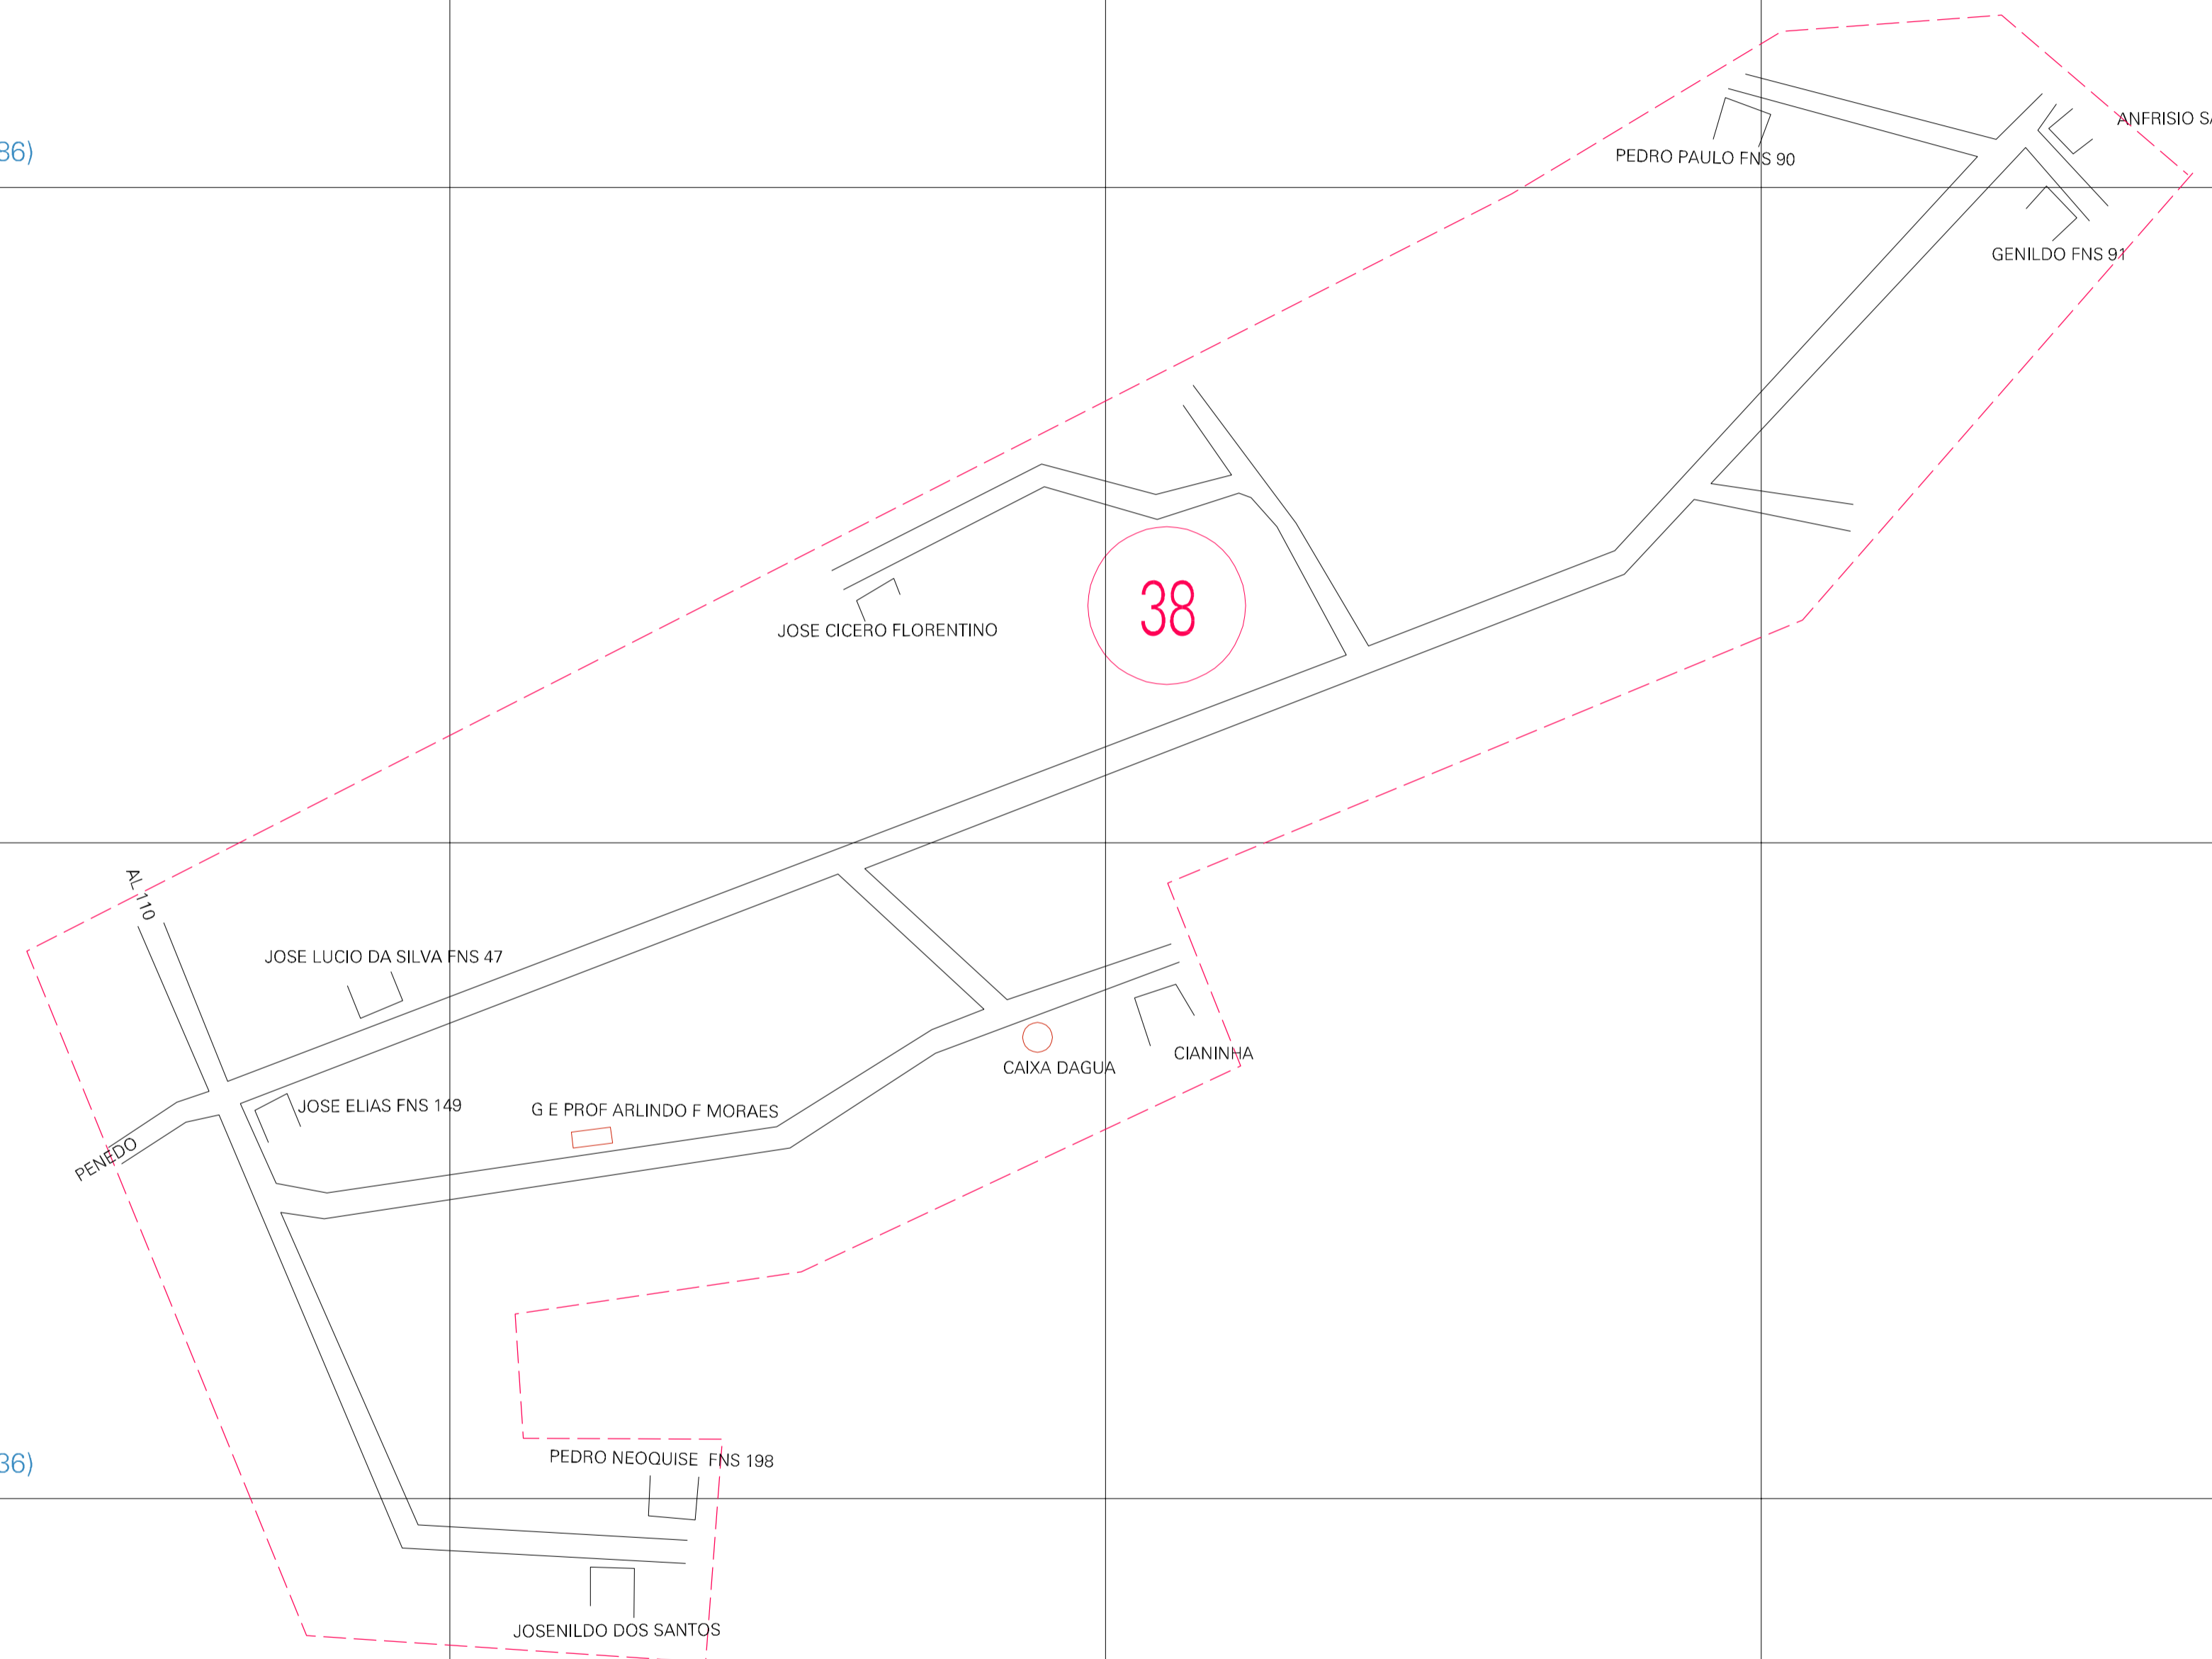 ANFRISIO
86)
PEDRO PAULO FNS 90
GENILDO FNS 91
38
JOSE CICERO FLORENTINO
AL 110
JOSE LUCIO DA SILVA FNS 47
CIANINHA
CAIXA DAGUA
JOSE ELIAS FNS 149
G E PROF ARLINDO F MORAES
PENEDO
PEDRO NEOQUISE FNS 198
36)
JOSENILDO DOS SANTOS